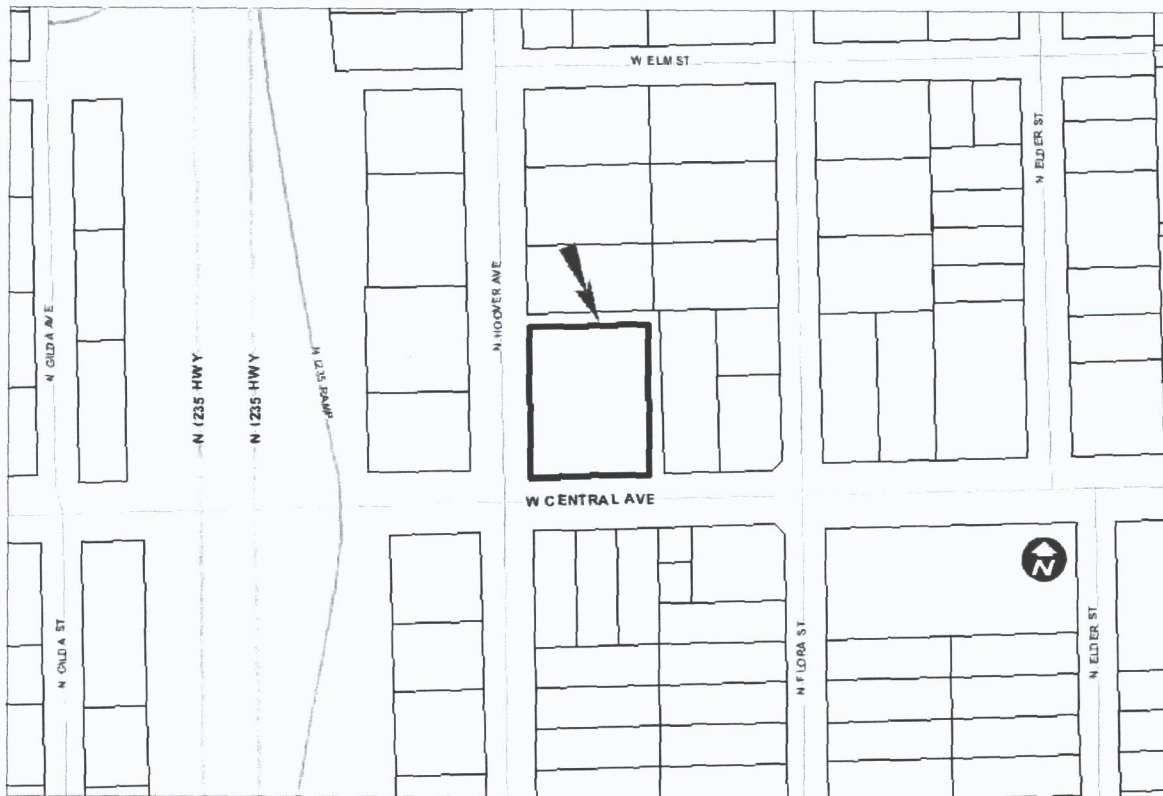 W ELM ST
N ELDER ST
N HOOVER AVE
N GILDA AVE
N I235 HWY
N I235 HWY
N I235 RAMP
W CENTRAL AVE
N
N GILDA ST
N FLORA ST
N ELDER ST